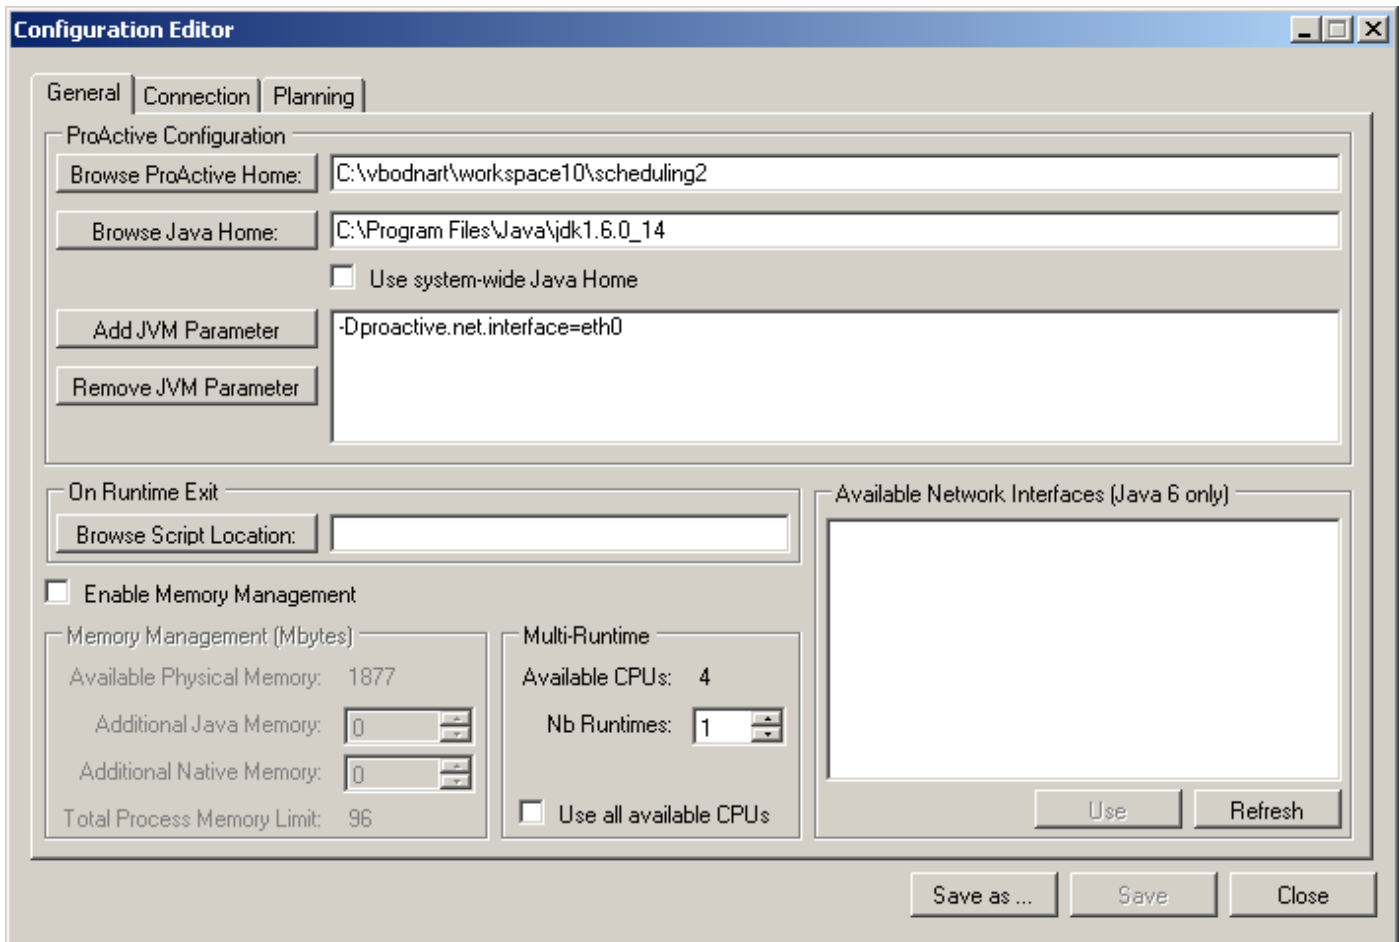 Configuration Editor
General Connection Planning
ProActive Configuration
Browse ProActive Home: C:\vbodnart\workspace10\scheduling2
Browse Java Home: C:\Program Files\Java\jdk1.6.0_14
Use system-wide Java Home
Add JVM Parameter -Dproactive.net.interface=eth0
Remove JVM Parameter
On Runtime Exit
Browse Script Location:
Available Network Interfaces (Java 6 only)
Enable Memory Management
Memory Management (Mbytes)
Available Physical Memory: 1877
Additional Java Memory: 0
Additional Native Memory: 0
Total Process Memory Limit: 96
Multi-Runtime
Available CPUs: 4
Nb Runtimes: 1
Use all available CPUs
Use Refresh
Save as ... Save Close